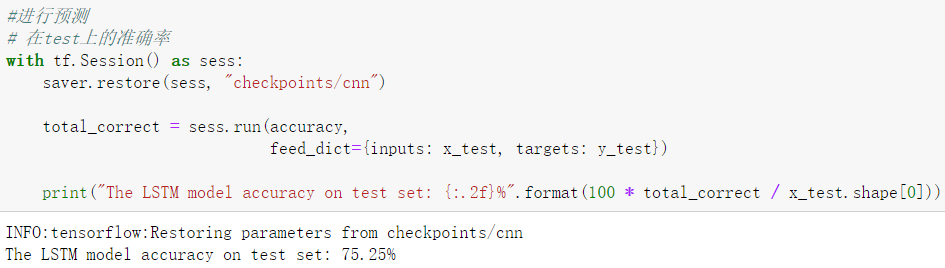 #进行预测
# 在test上的准确率
with tf.Session() as sess:
    saver.restore(sess, "checkpoints/cnn")
    total_correct = sess.run(accuracy,
                             feed_dict={inputs: x_test, targets: y_test})
    print("The LSTM model accuracy on test set: {:.2f}%".format(100 * total_correct / x_test.shape[0]))
INFO:tensorflow:Restoring parameters from checkpoints/cnn
The LSTM model accuracy on test set: 75.25%